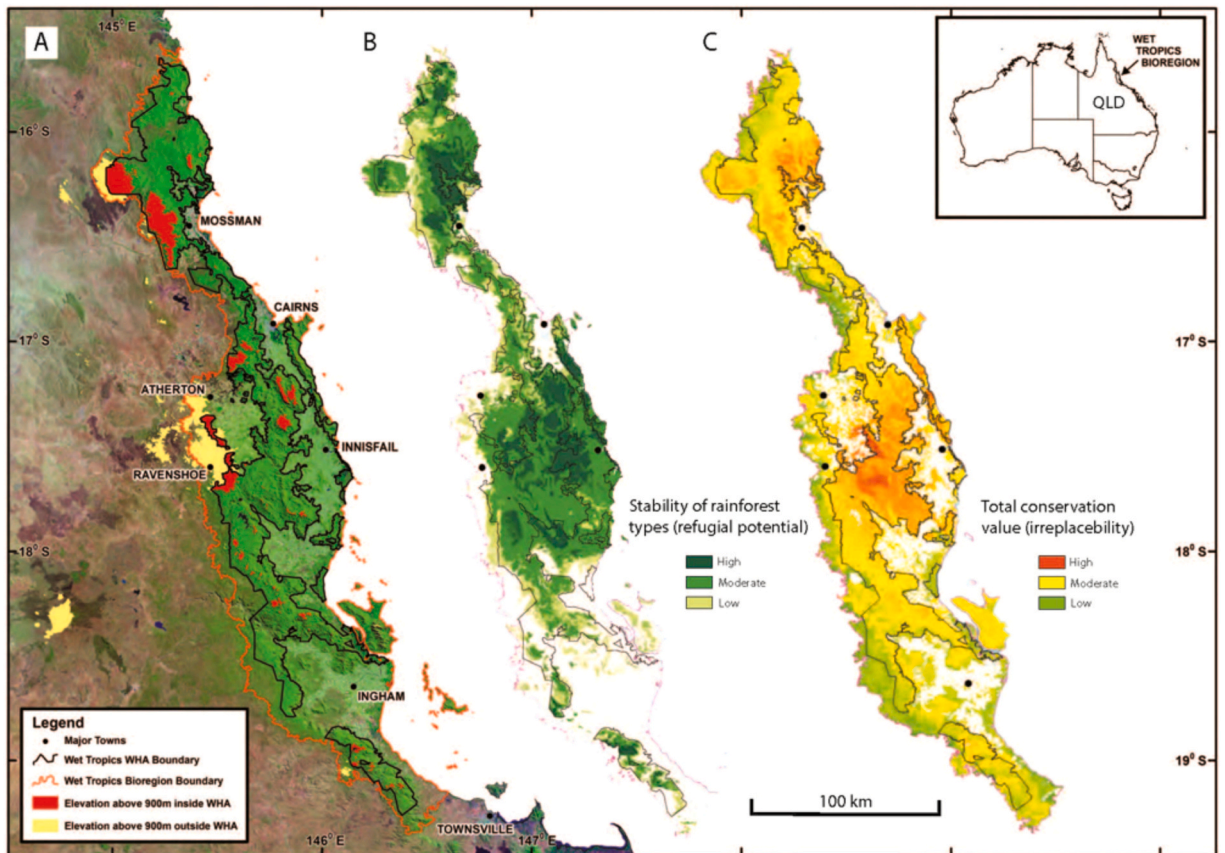 145° E
A
B
C
WET
TROPICS
BIOREGION
QLD
16° S
MOSSMAN
CAIRNS
17° S
17° S
ATHERTON
INNISFAIL
RAVENSHOE
Stability of rainforest
types (refugial potential)
High
Moderate
Low
Total conservation
value (irreplacebility)
High
Moderate
Low
18° S
18° S
INGHAM
Legend
Major Towns
Wet Tropics WHA Boundary
Wet Tropics Bioregion Boundary
Elevation above 900m inside WHA
Elevation above 900m outside WHA
19° S
100 km
TOWNSVILLE
146° E
147° E